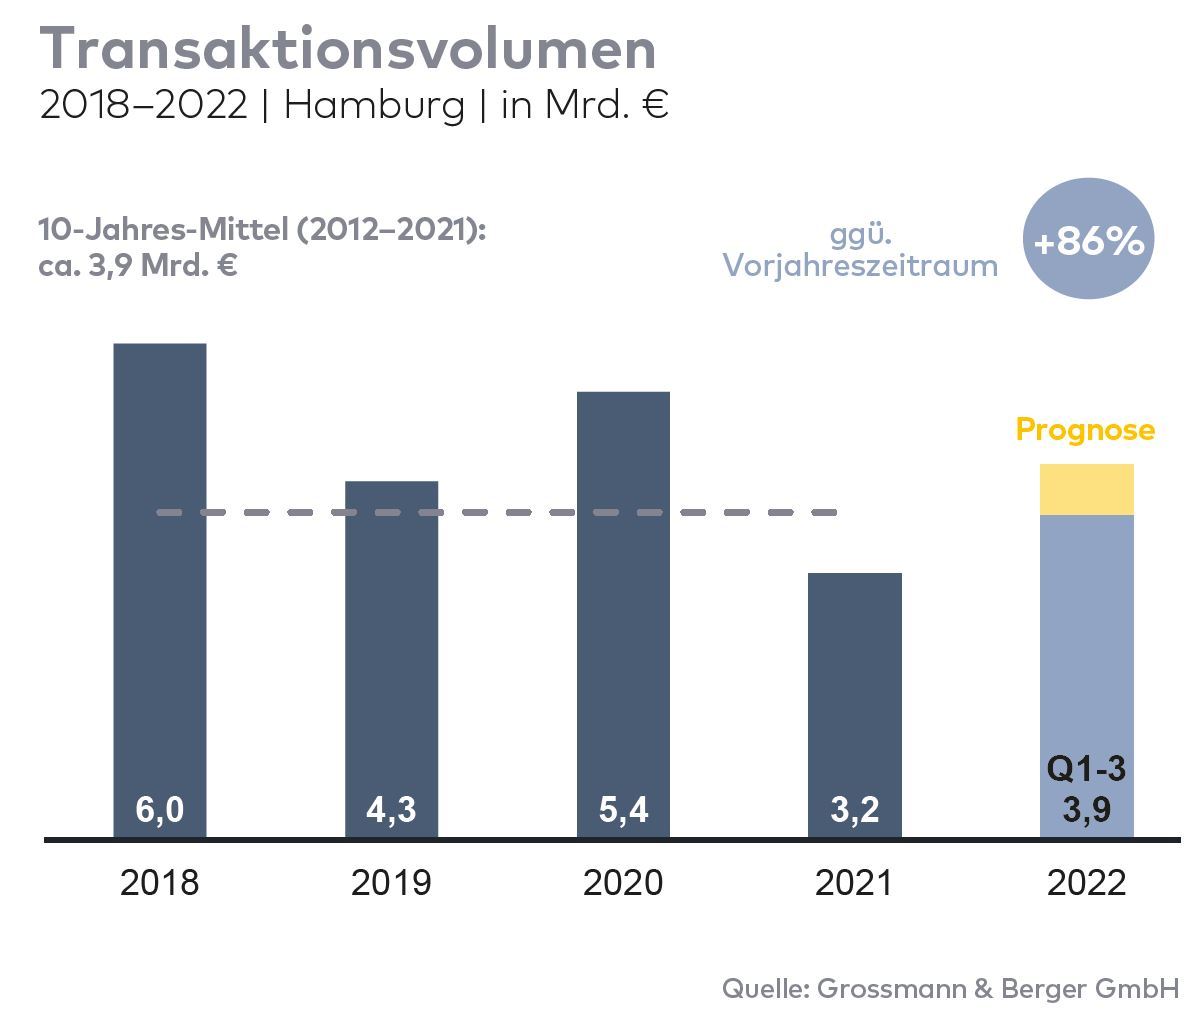 Transaktionsvolumen
2018–2022 | Hamburg | in Mrd. €
10-Jahres-Mittel (2012–2021):
ca. 3,9 Mrd. €
ggü.
Vorjahreszeitraum
+86%
Prognose
Q1-3
6,0
4,3
5,4
3,2
3,9
2018
2019
2020
2021
2022
Quelle: Grossmann & Berger GmbH